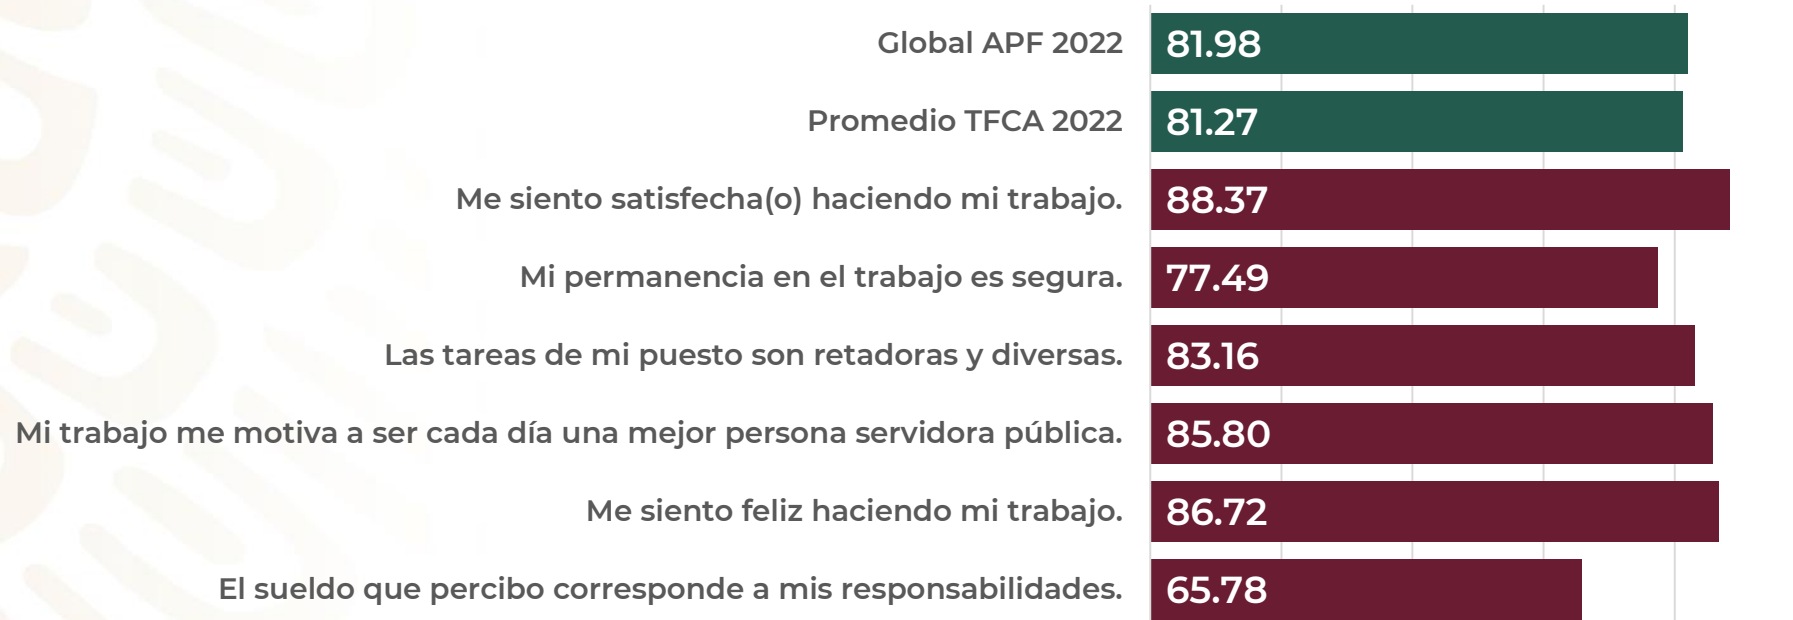 Global APF 2022 81.98
Promedio TFCA 2022 81.27
Me siento satisfecha(o) haciendo mi trabajo. 88.37
Mi permanencia en el trabajo es segura. 77.49
Las tareas de mi puesto son retadoras y diversas. 83.16
Mi trabajo me motiva a ser cada día una mejor persona servidora pública. 85.80
Me siento feliz haciendo mi trabajo. 86.72
El sueldo que percibo corresponde a mis responsabilidades. 65.78